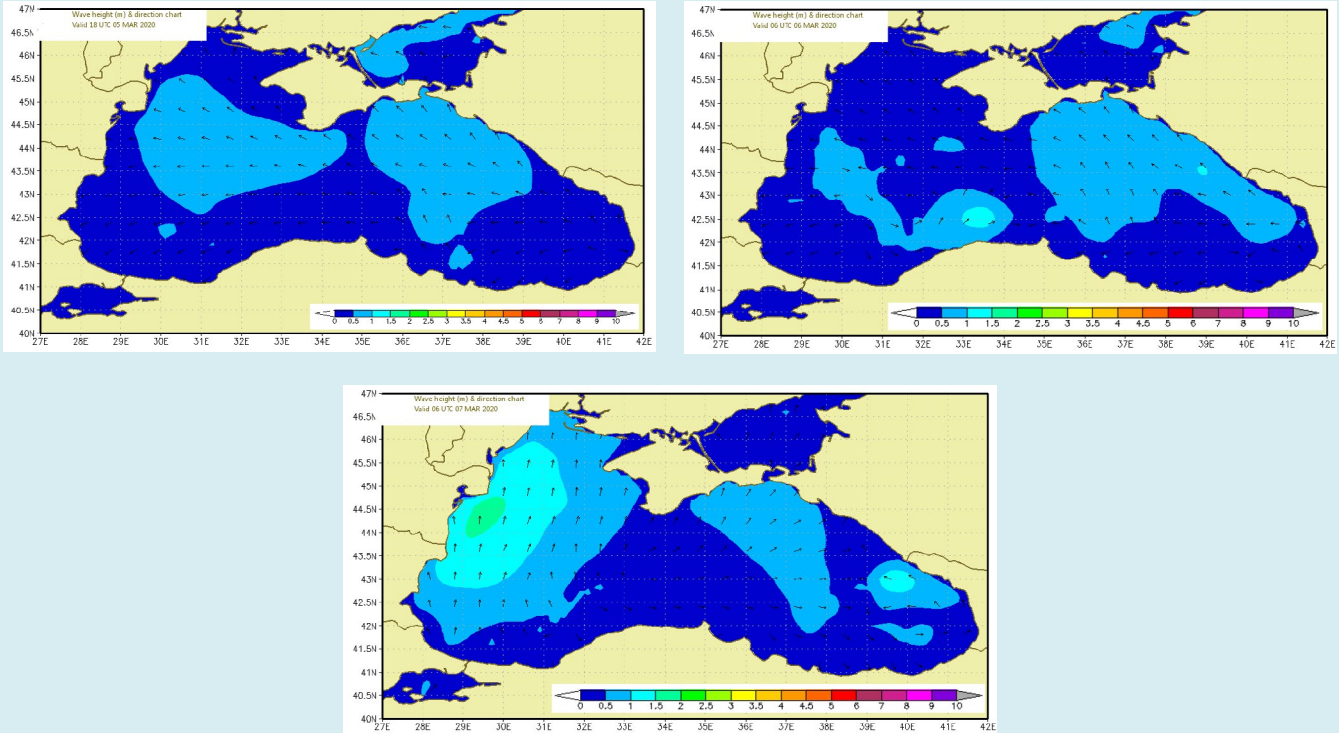 Wave height (m) & direction chart
Valid 18 UTC 05 MAR 2020
47N
46.5N
46N
45.5N
45N
44.5N
44N
43.5N
43N
42.5N
42N
41.5N
41N
40.5N
40N
27E 28E 29E 30E 31E 32E 33E 34E 35E 36E 37E 38E 39E 40E 41E 42E
0 0.5 1 1.5 2 2.5 3 3.5 4 4.5 5 6 7 8 9 10
Wave height (m) & direction chart
Valid 06 UTC 06 MAR 2020
47N
46.5N
46N
45.5N
45N
44.5N
44N
43.5N
43N
42.5N
42N
41.5N
41N
40.5N
40N
27E 28E 29E 30E 31E 32E 33E 34E 35E 36E 37E 38E 39E 40E 41E 42E
0 0.5 1 1.5 2 2.5 3 3.5 4 4.5 5 6 7 8 9 10
Wave height (m) & direction chart
Valid 06 UTC 07 MAR 2020
47N
46.5N
46N
45.5N
45N
44.5N
44N
43.5N
43N
42.5N
42N
41.5N
41N
40.5N
40N
27E 28E 29E 30E 31E 32E 33E 34E 35E 36E 37E 38E 39E 40E 41E 42E
0 0.5 1 1.5 2 2.5 3 3.5 4 4.5 5 6 7 8 9 10